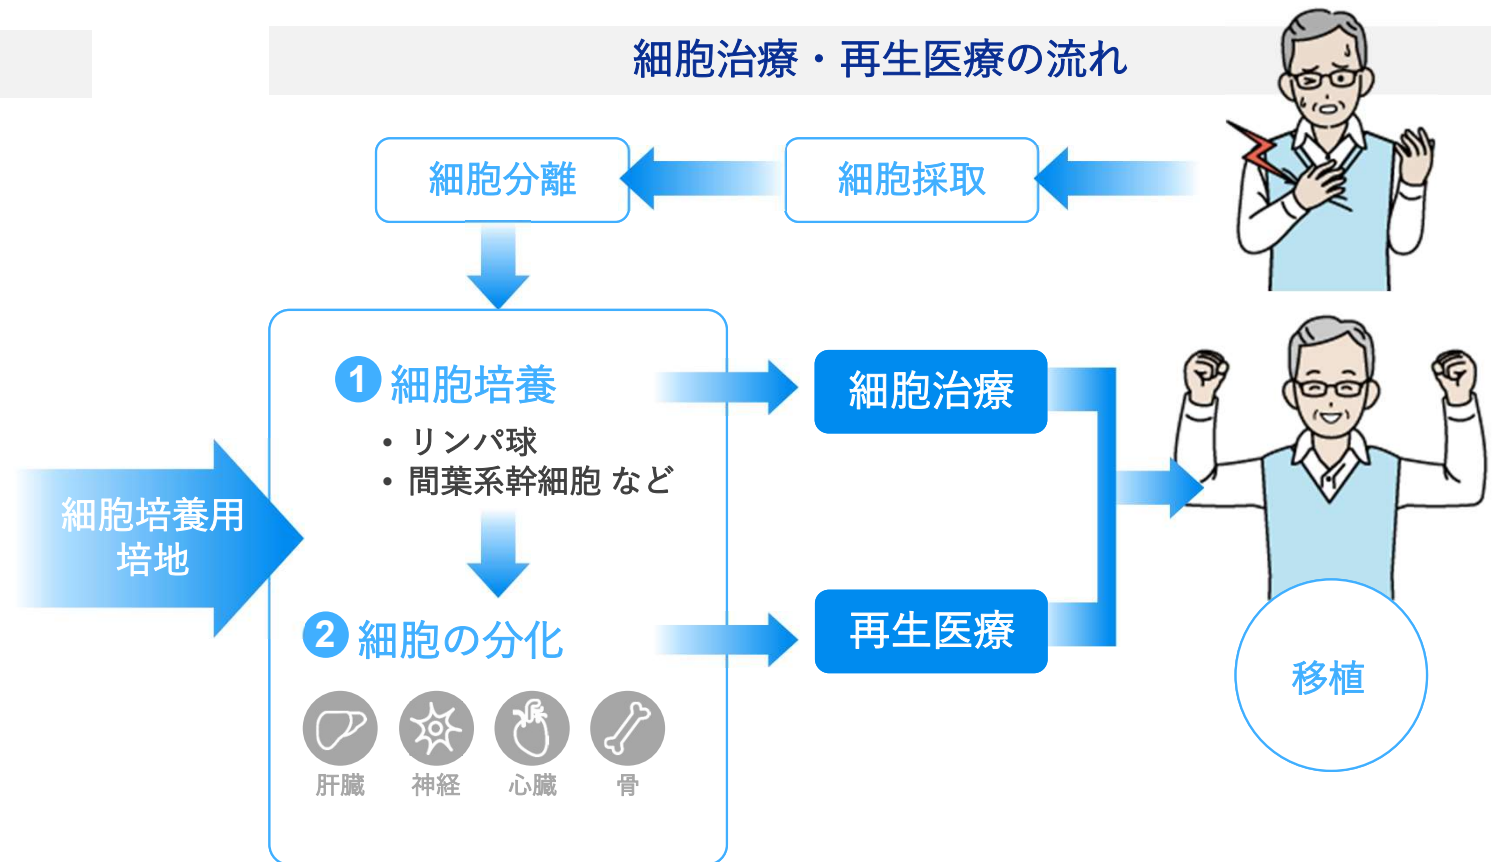 細胞治療・再生医療の流れ
細胞分離
細胞採取
1 細胞培養
• リンパ球
• 間葉系幹細胞 など
細胞治療
細胞培養用
培地
2 細胞の分化
再生医療
肝臓
神経
心臓
骨
移植